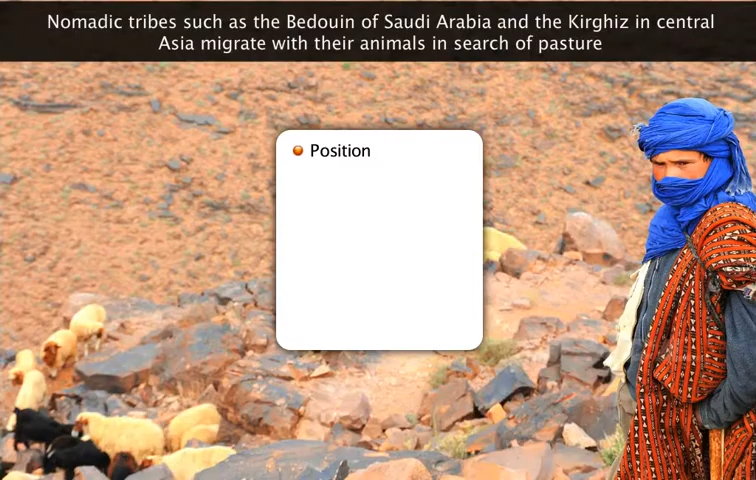 Nomadic tribes such as the Bedouin of Saudi Arabia and the Kirghiz in central
Asia migrate with their animals in search of pasture
Position